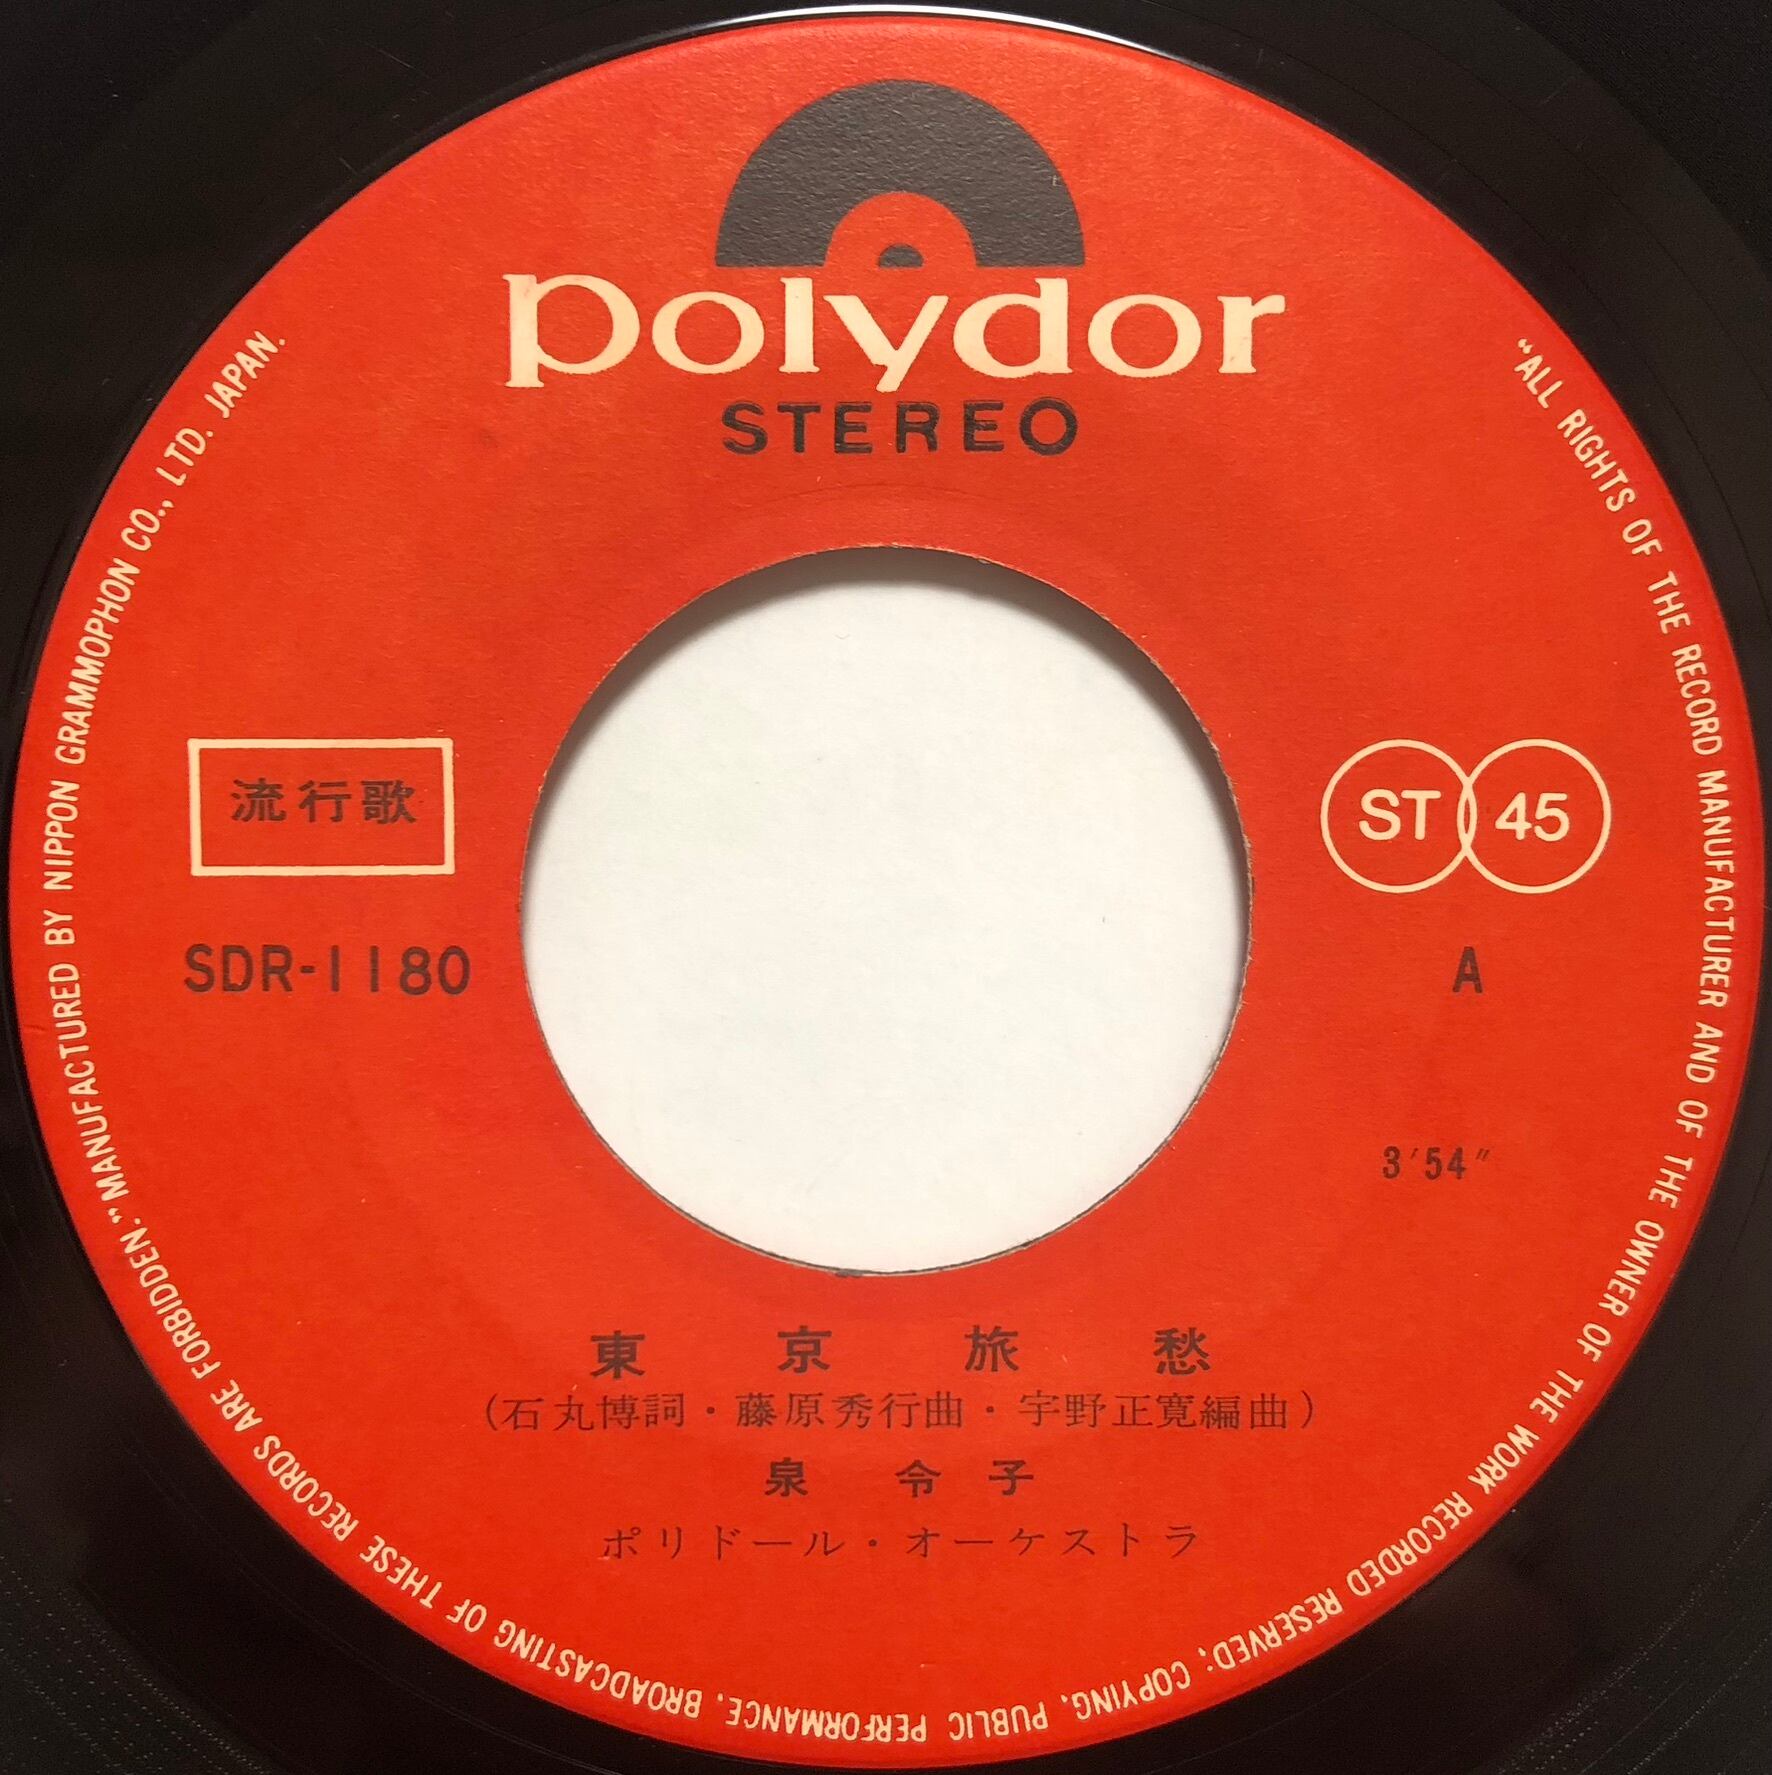 polydor
STEREO
流行歌
SDR-1180
ST 45
A
3′54″
東京旅愁
(石丸博詞・藤原秀行曲・宇野正寛編曲)
泉 令子
ポリドール・オーケストラ
“ALL RIGHTS OF THE RECORD MANUFACTURER AND OF THE OWNER OF THE WORK RECORDED RESERVED; COPYING, PUBLIC PERFORMANCE, BROADCASTING OF THESE RECORDS ARE FORBIDDEN.” MANUFACTURED BY NIPPON GRAMMOPHON CO., LTD. JAPAN.